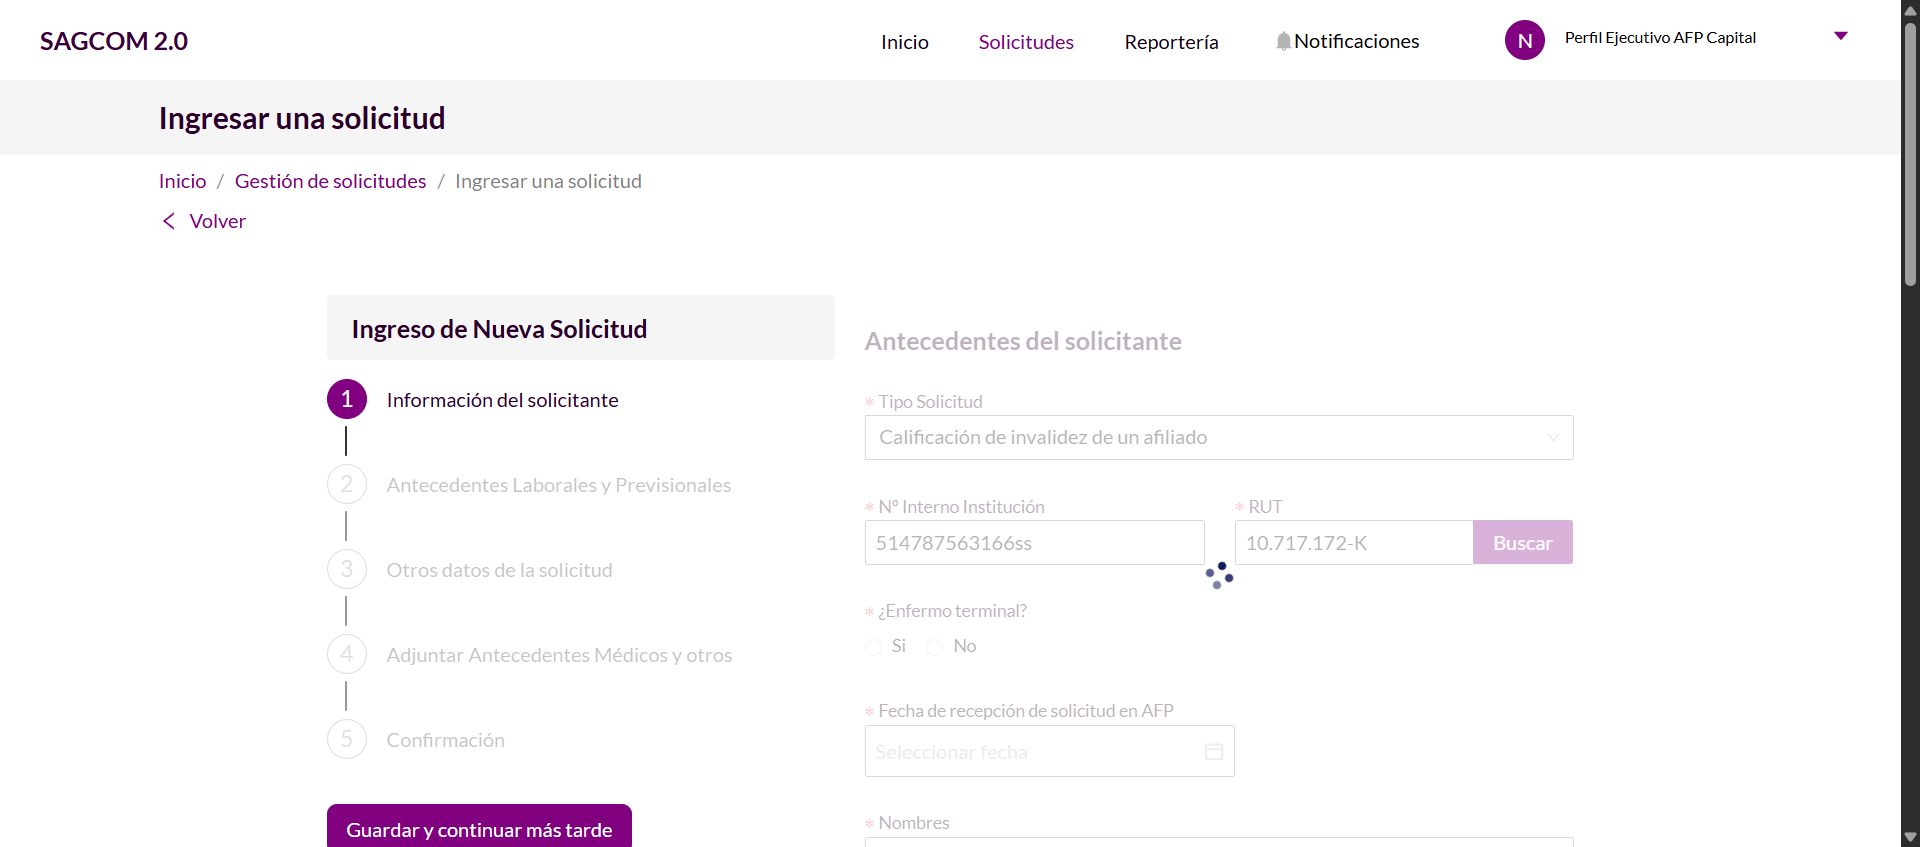 SAGCOM 2.0
Inicio
Solicitudes
Reportería
Notificaciones
N
Perfil Ejecutivo AFP Capital
Ingresar una solicitud
Inicio / Gestión de solicitudes / Ingresar una solicitud
Volver
Ingreso de Nueva Solicitud
1 Información del solicitante
2 Antecedentes Laborales y Previsionales
3 Otros datos de la solicitud
4 Adjuntar Antecedentes Médicos y otros
5 Confirmación
Guardar y continuar más tarde
Antecedentes del solicitante
* Tipo Solicitud
Calificación de invalidez de un afiliado
* Nº Interno Institución
514787563166ss
* RUT
10.717.172-K
Buscar
* ¿Enfermo terminal?
Si
No
* Fecha de recepción de solicitud en AFP
Seleccionar fecha
* Nombres